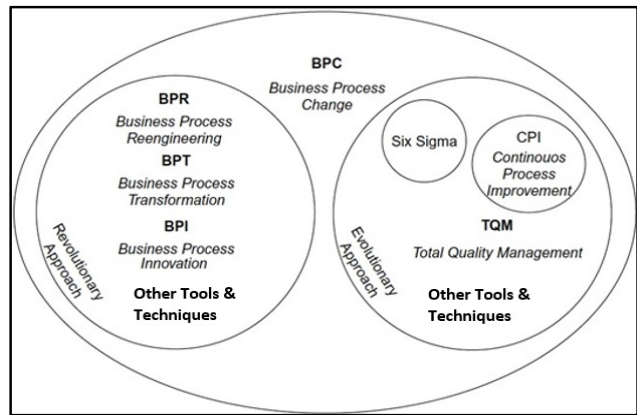 BPC
Business Process
Change
BPR
Business Process
Reengineering
BPT
Business Process
Transformation
BPI
Business Process
Innovation
Revolutionary
Approach
Other Tools &
Techniques
Six Sigma
CPI
Continuos
Process
Improvement
TQM
Total Quality Management
Evolutionary
Approach
Other Tools &
Techniques